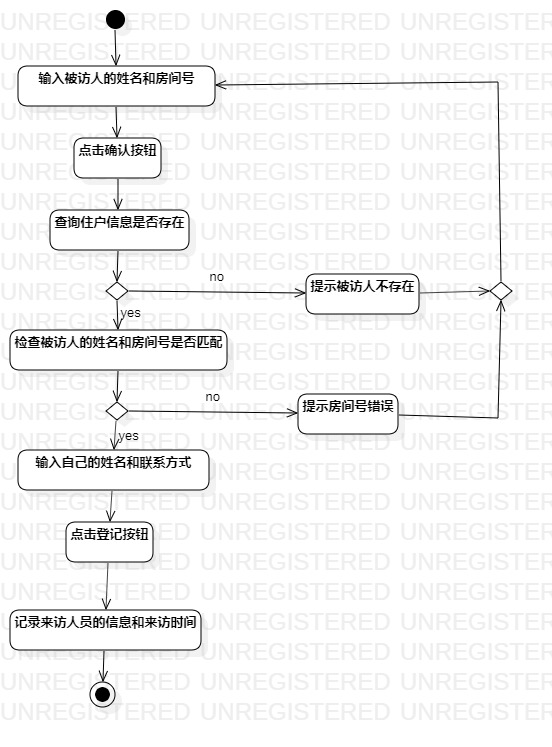 输入被访人的姓名和房间号
点击确认按钮
查询住户信息是否存在
no
提示被访人不存在
yes
检查被访人的姓名和房间号是否匹配
no
提示房间号错误
yes
输入自己的姓名和联系方式
点击登记按钮
记录来访人员的信息和来访时间
UNREGISTERED